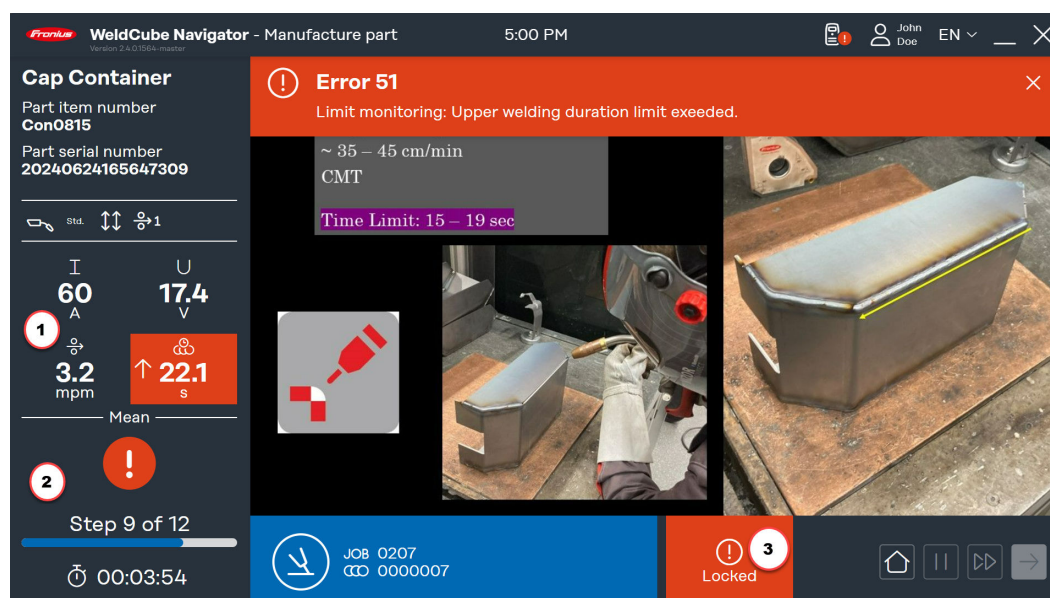 Fronius WeldCube Navigator - Manufacture part 5:00 PM John Doe EN
Version 2.4.0.1564-master
Cap Container
Part item number
Con0815
Part serial number
20240624165647309
Std. 1
I U
60 17.4
A V
1
3.2 22.1
mpm s
Mean
!
2
Step 9 of 12
00:03:54
Error 51
Limit monitoring: Upper welding duration limit exeeded.
~ 35 – 45 cm/min
CMT
Time Limit: 15 – 19 sec
JOB 0207
0000007
3
Locked